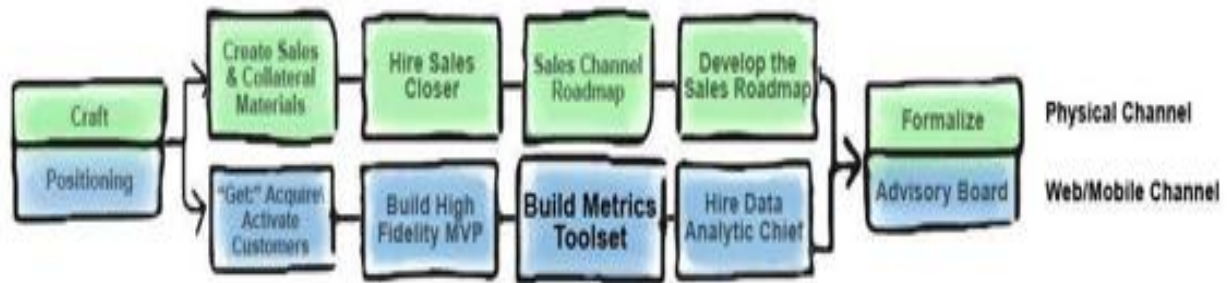 Craft
Positioning
Create Sales
& Collateral
Materials
Hire Sales
Closer
Sales Channel
Roadmap
Develop the
Sales Roadmap
"Get:" Acquire\
Activate
Customers
Build High
Fidelity MVP
Build Metrics
Toolset
Hire Data
Analytic Chief
Formalize
Advisory Board
Physical Channel
Web/Mobile Channel